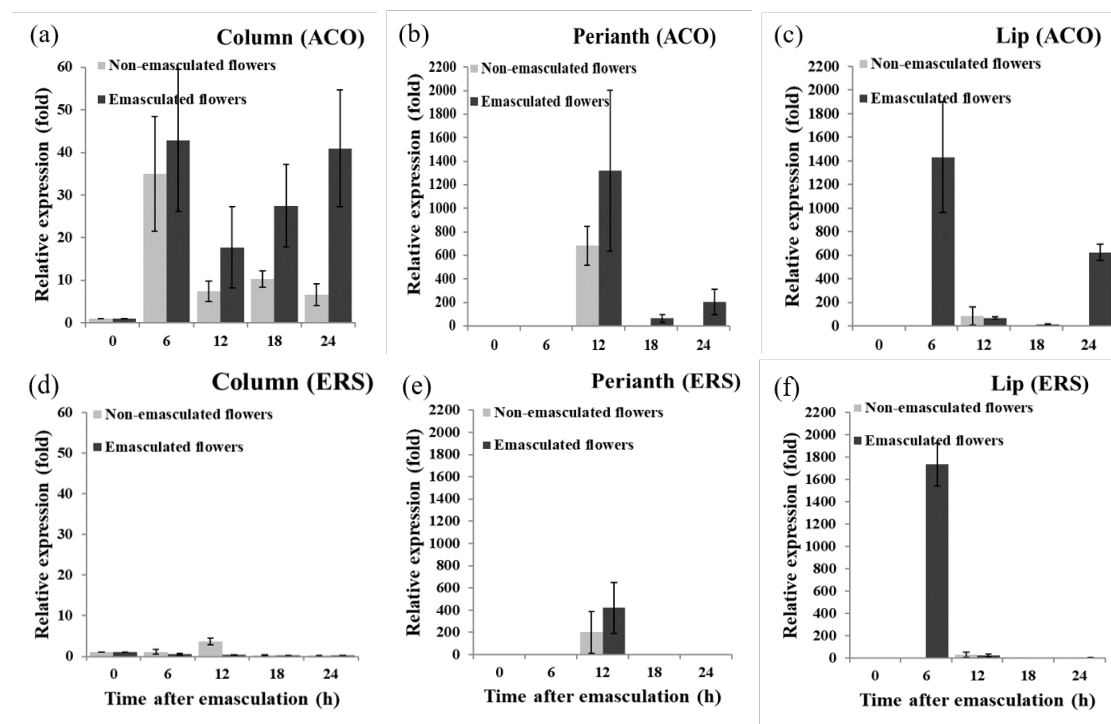 (a) Column (ACO)
Non-emasculated flowers
Emasculated flowers
Relative expression (fold)
60
50
40
30
20
10
0
0 6 12 18 24
(b) Perianth (ACO)
Non-emasculated flowers
Emasculated flowers
Relative expression (fold)
2200
2000
1800
1600
1400
1200
1000
800
600
400
200
0
0 6 12 18 24
(c) Lip (ACO)
Non-emasculated flowers
Emasculated flowers
Relative expression (fold)
2200
2000
1800
1600
1400
1200
1000
800
600
400
200
0
0 6 12 18 24
(d) Column (ERS)
Non-emasculated flowers
Emasculated flowers
Relative expression (fold)
60
50
40
30
20
10
0
0 6 12 18 24
Time after emasculation (h)
(e) Perianth (ERS)
Non-emasculated flowers
Emasculated flowers
Relative expression (fold)
2200
2000
1800
1600
1400
1200
1000
800
600
400
200
0
0 6 12 18 24
Time after emasculation (h)
(f) Lip (ERS)
Non-emasculated flowers
Emasculated flowers
Relative expression (fold)
2200
2000
1800
1600
1400
1200
1000
800
600
400
200
0
0 6 12 18 24
Time after emasculation (h)